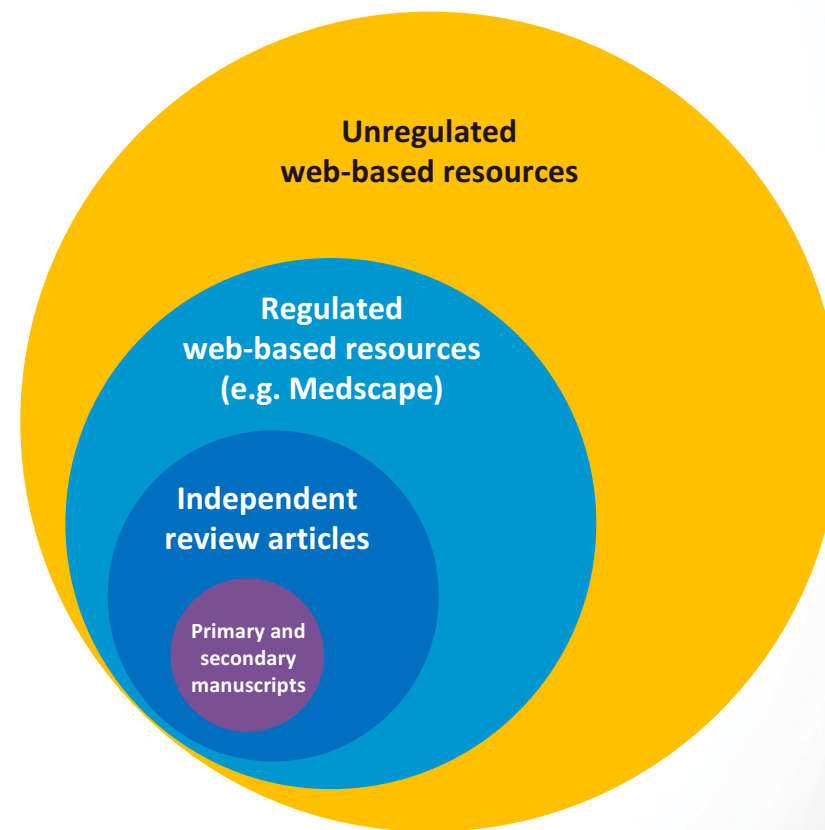 Unregulated
web-based resources
Regulated
web-based resources
(e.g. Medscape)
Independent
review articles
Primary and
secondary
manuscripts